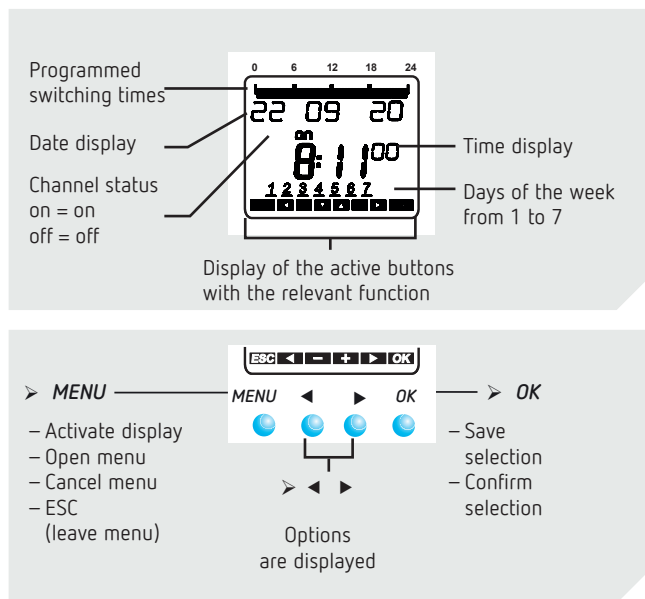 0 6 12 18 24
Programmed
switching times
22 09 20
Date display
on
8:11 00
Time display
Channel status
on = on
off = off
1 2 3 4 5 6 7
Days of the week
from 1 to 7
Display of the active buttons
with the relevant function
ESC ◄ − + ► OK
➢ MENU
MENU ◄ ► OK
➢ OK
– Activate display
– Open menu
– Cancel menu
– ESC
(leave menu)
– Save
selection
– Confirm
selection
➢ ◄ ►
Options
are displayed